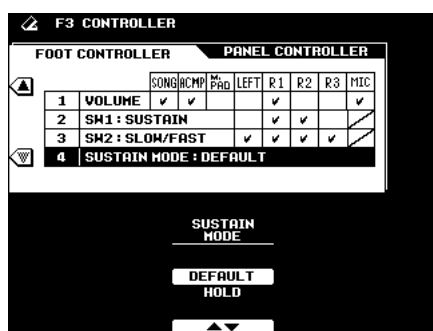 F3 CONTROLLER
FOOT CONTROLLER PANEL CONTROLLER
SONG ACMP M.PAD LEFT R1 R2 R3 MIC
1 VOLUME ✓ ✓ ✓ ✓
2 SW1:SUSTAIN ✓ ✓
3 SW2:SLOW/FAST ✓ ✓ ✓ ✓
4 SUSTAIN MODE:DEFAULT
SUSTAIN
MODE
DEFAULT
HOLD